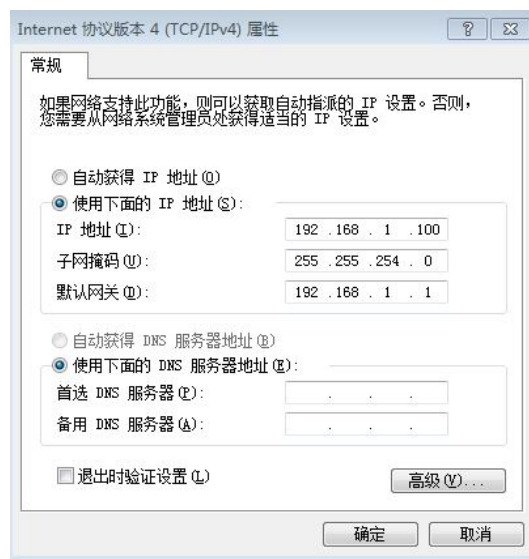 Internet 协议版本 4 (TCP/IPv4) 属性
常规
如果网络支持此功能，则可以获取自动指派的 IP 设置。否则，
您需要从网络系统管理员处获得适当的 IP 设置。
自动获得 IP 地址(O)
使用下面的 IP 地址(S):
IP 地址(I): 192 .168 . 1 .100
子网掩码(U): 255 .255 .254 . 0
默认网关(D): 192 .168 . 1 . 1
自动获得 DNS 服务器地址(B)
使用下面的 DNS 服务器地址(E):
首选 DNS 服务器(P): . . .
备用 DNS 服务器(A): . . .
退出时验证设置(L)
高级(V)...
确定 取消